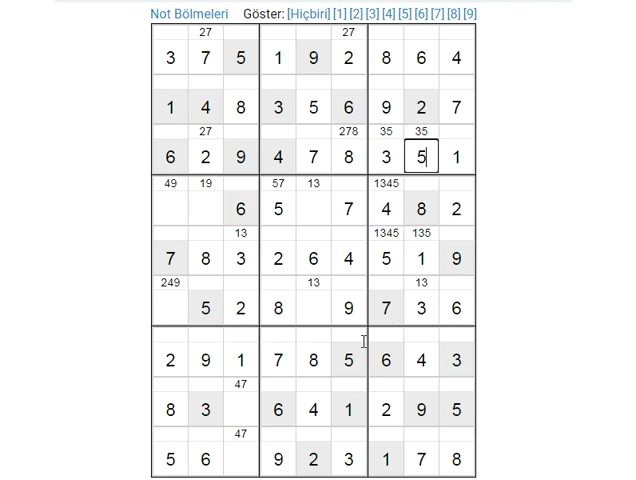 Not Bölmeleri Göster: [Hiçbiri] [1] [2] [3] [4] [5] [6] [7] [8] [9]
27 27
3 7 5 1 9 2 8 6 4
1 4 8 3 5 6 9 2 7
27 278 35 35
6 2 9 4 7 8 3 5 1
49 19 57 13 1345
6 5 7 4 8 2
13 1345 135
7 8 3 2 6 4 5 1 9
249 13 13
5 2 8 9 7 3 6
2 9 1 7 8 5 6 4 3
47
8 3 6 4 1 2 9 5
47
5 6 9 2 3 1 7 8